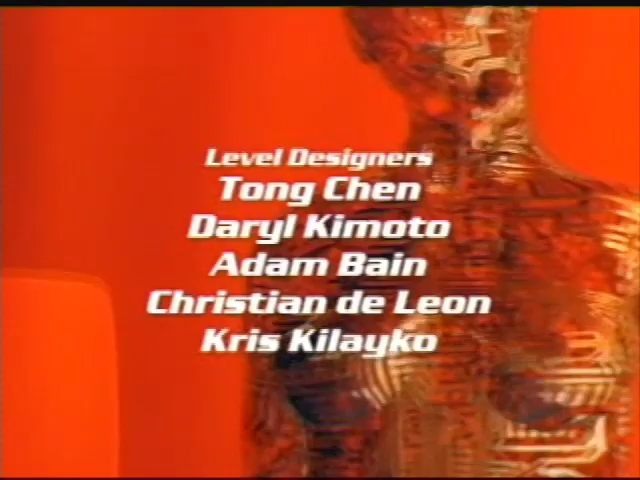 Level Designers
Tong Chen
Daryl Kimoto
Adam Bain
Christian de Leon
Kris Kilayko